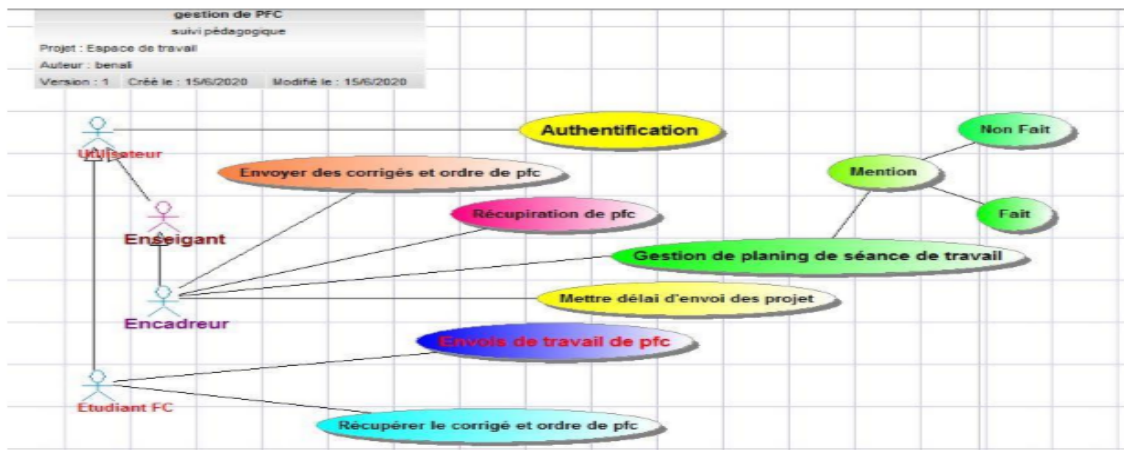 gestion de PFC
suivi pédagogique
Projet : Espace de travail
Auteur : benali
Version : 1 Créé le : 15/6/2020 Modifié le : 15/6/2020
Authentification
Non Fait
Utilisateur
Envoyer des corrigés et ordre de pfc
Mention
Récupiration de pfc
Fait
Enseigant
Gestion de planing de séance de travail
Mettre délai d'envoi des projet
Encadreur
Envois de travail de pfc
Etudiant FC
Récupérer le corrigé et ordre de pfc